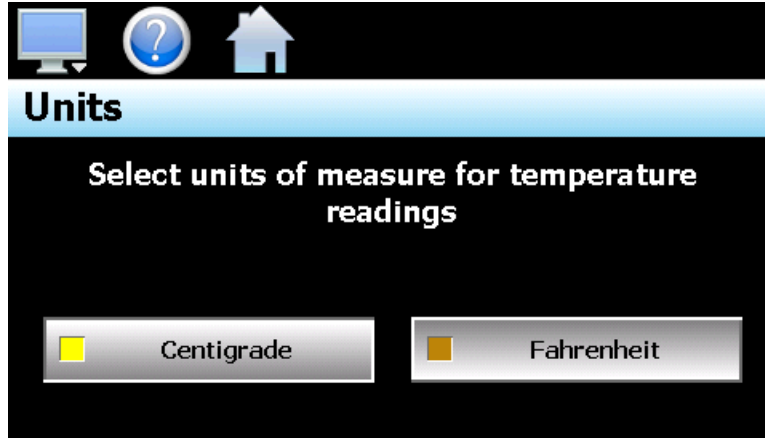 Units
Select units of measure for temperature
readings
Centigrade
Fahrenheit